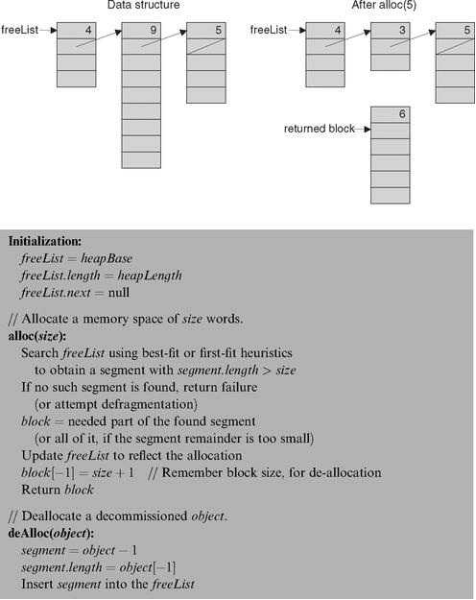 Data structure
After alloc(5)
freeList 4 9 5
freeList 4 3 5
6
returned block
Initialization:
freeList = heapBase
freeList.length = heapLength
freeList.next = null
// Allocate a memory space of size words.
alloc(size):
Search freeList using best-fit or first-fit heuristics
to obtain a segment with segment.length > size
If no such segment is found, return failure
(or attempt defragmentation)
block = needed part of the found segment
(or all of it, if the segment remainder is too small)
Update freeList to reflect the allocation
block[−1] = size + 1 // Remember block size, for de-allocation
Return block
// Deallocate a decommissioned object.
deAlloc(object):
segment = object − 1
segment.length = object[−1]
Insert segment into the freeList